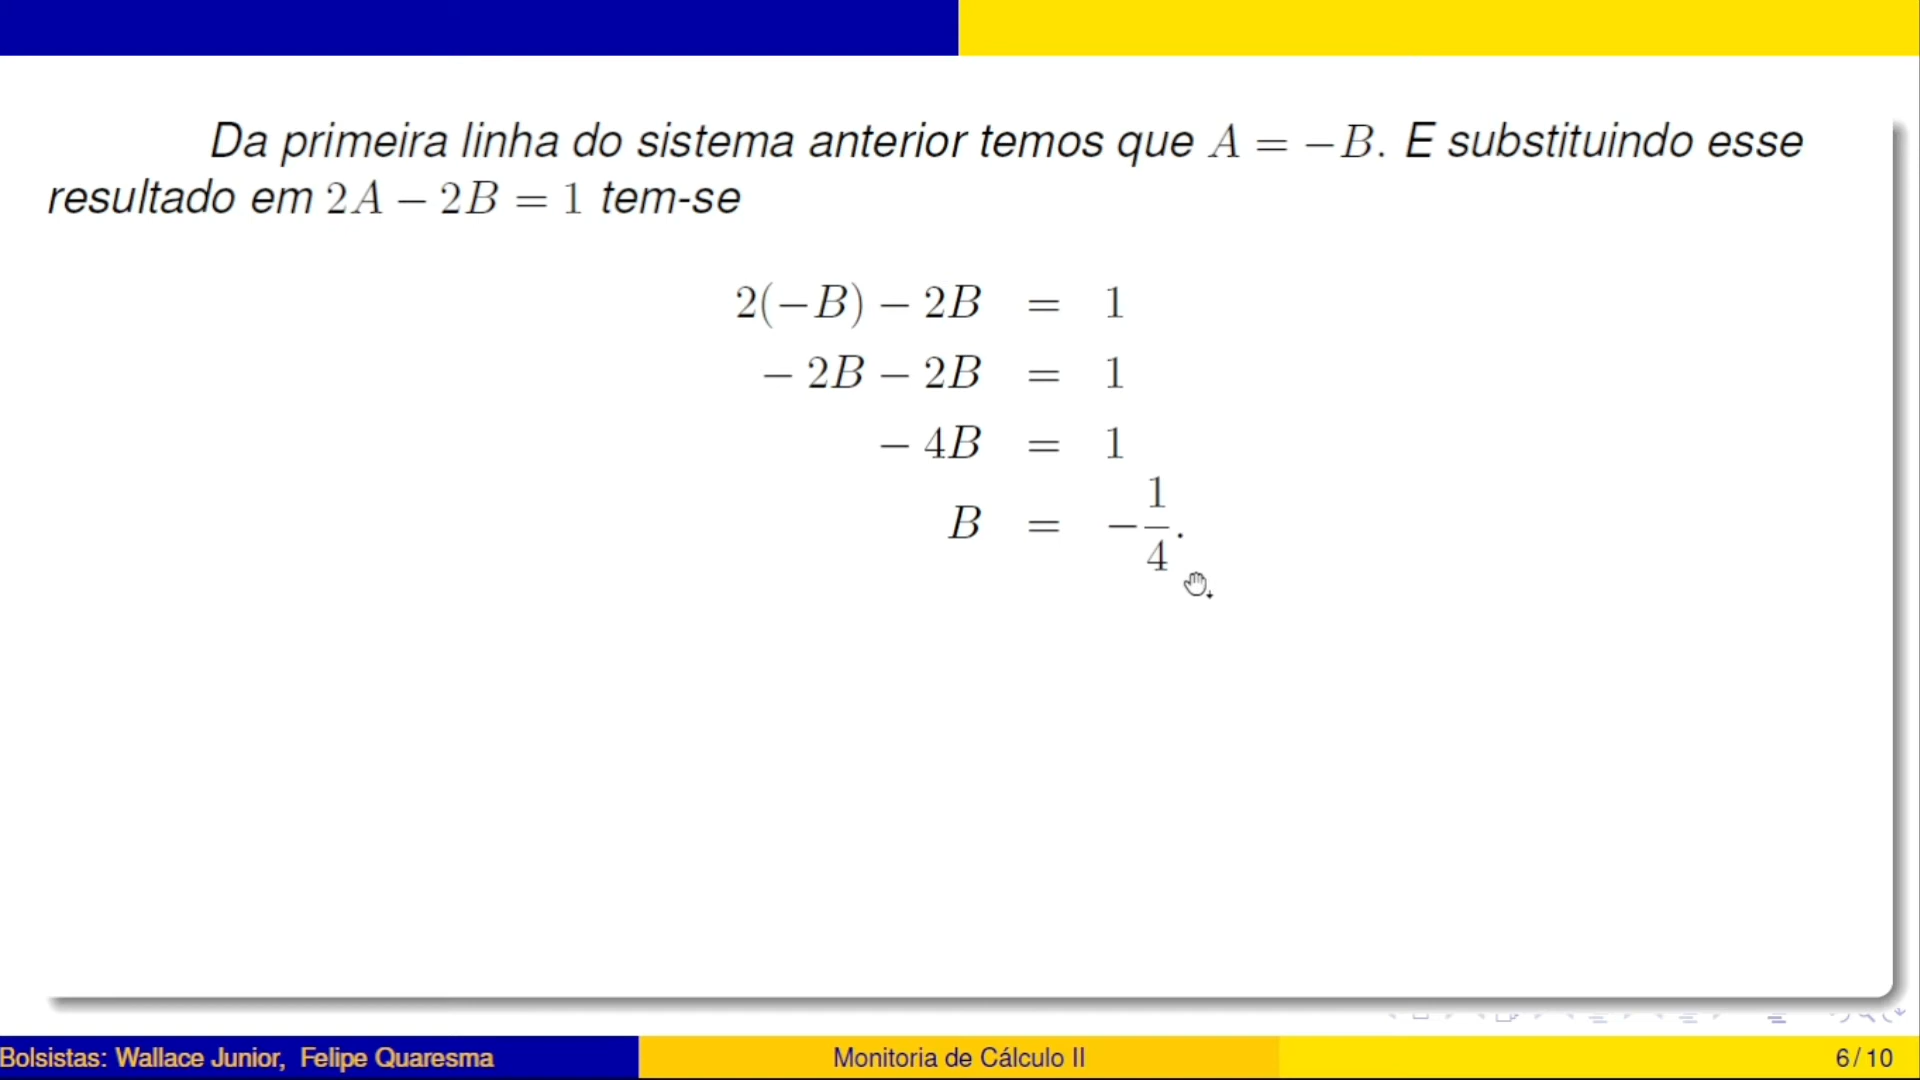 Da primeira linha do sistema anterior temos que A = −B. E substituindo esse
resultado em 2A − 2B = 1 tem-se
2(−B) − 2B = 1
− 2B − 2B = 1
− 4B = 1
B = −1/4.
Bolsistas: Wallace Junior, Felipe Quaresma
Monitoria de Cálculo II
6/10